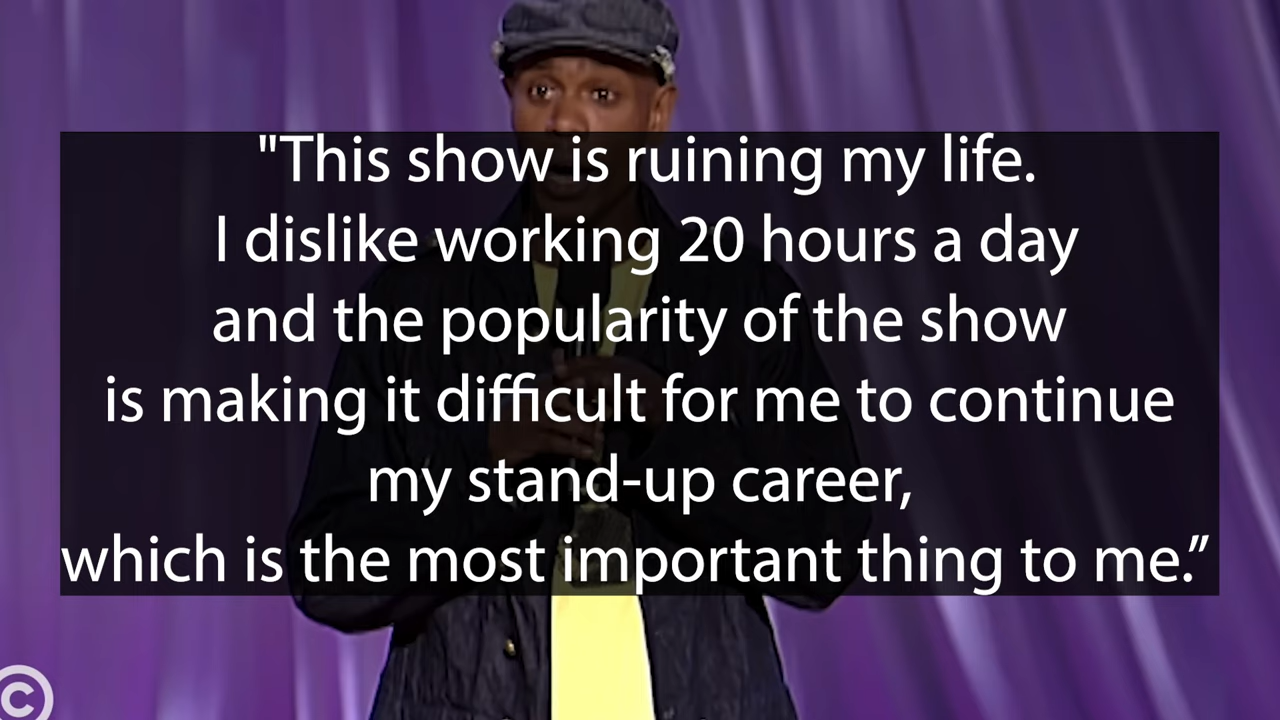 "This show is ruining my life.
I dislike working 20 hours a day
and the popularity of the show
is making it difficult for me to continue
my stand-up career,
which is the most important thing to me.”
C